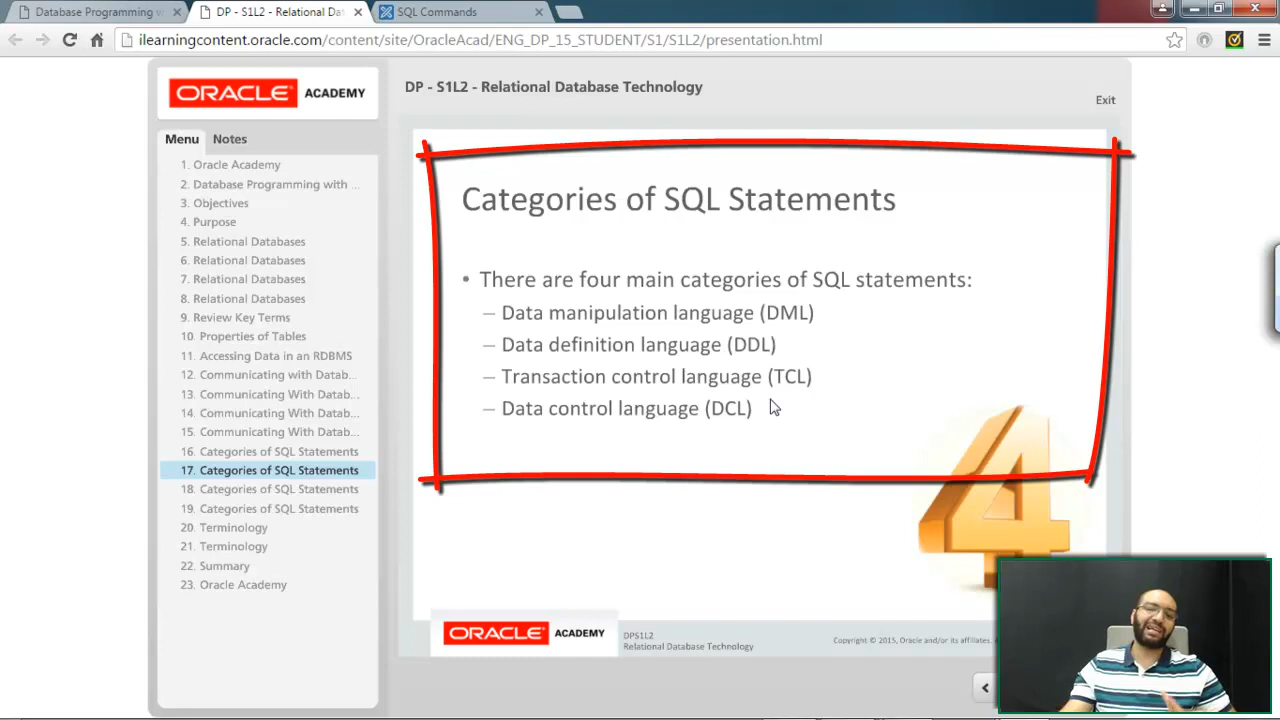 Database Programming w
DP - S1L2 - Relational Da
SQL Commands
ilearningcontent.oracle.com/content/site/OracleAcad/ENG_DP_15_STUDENT/S1/S1L2/presentation.html
ORACLE ACADEMY
DP - S1L2 - Relational Database Technology
Exit
Menu Notes
1. Oracle Academy
2. Database Programming with ...
3. Objectives
4. Purpose
5. Relational Databases
6. Relational Databases
7. Relational Databases
8. Relational Databases
9. Review Key Terms
10. Properties of Tables
11. Accessing Data in an RDBMS
12. Communicating with Datab...
13. Communicating With Datab...
14. Communicating With Datab...
15. Communicating With Datab...
16. Categories of SQL Statements
17. Categories of SQL Statements
18. Categories of SQL Statements
19. Categories of SQL Statements
20. Terminology
21. Terminology
22. Summary
23. Oracle Academy
Categories of SQL Statements
• There are four main categories of SQL statements:
– Data manipulation language (DML)
– Data definition language (DDL)
– Transaction control language (TCL)
– Data control language (DCL)
4
ORACLE ACADEMY
DPS1L2
Relational Database Technology
Copyright © 2015, Oracle and/or its affiliates.